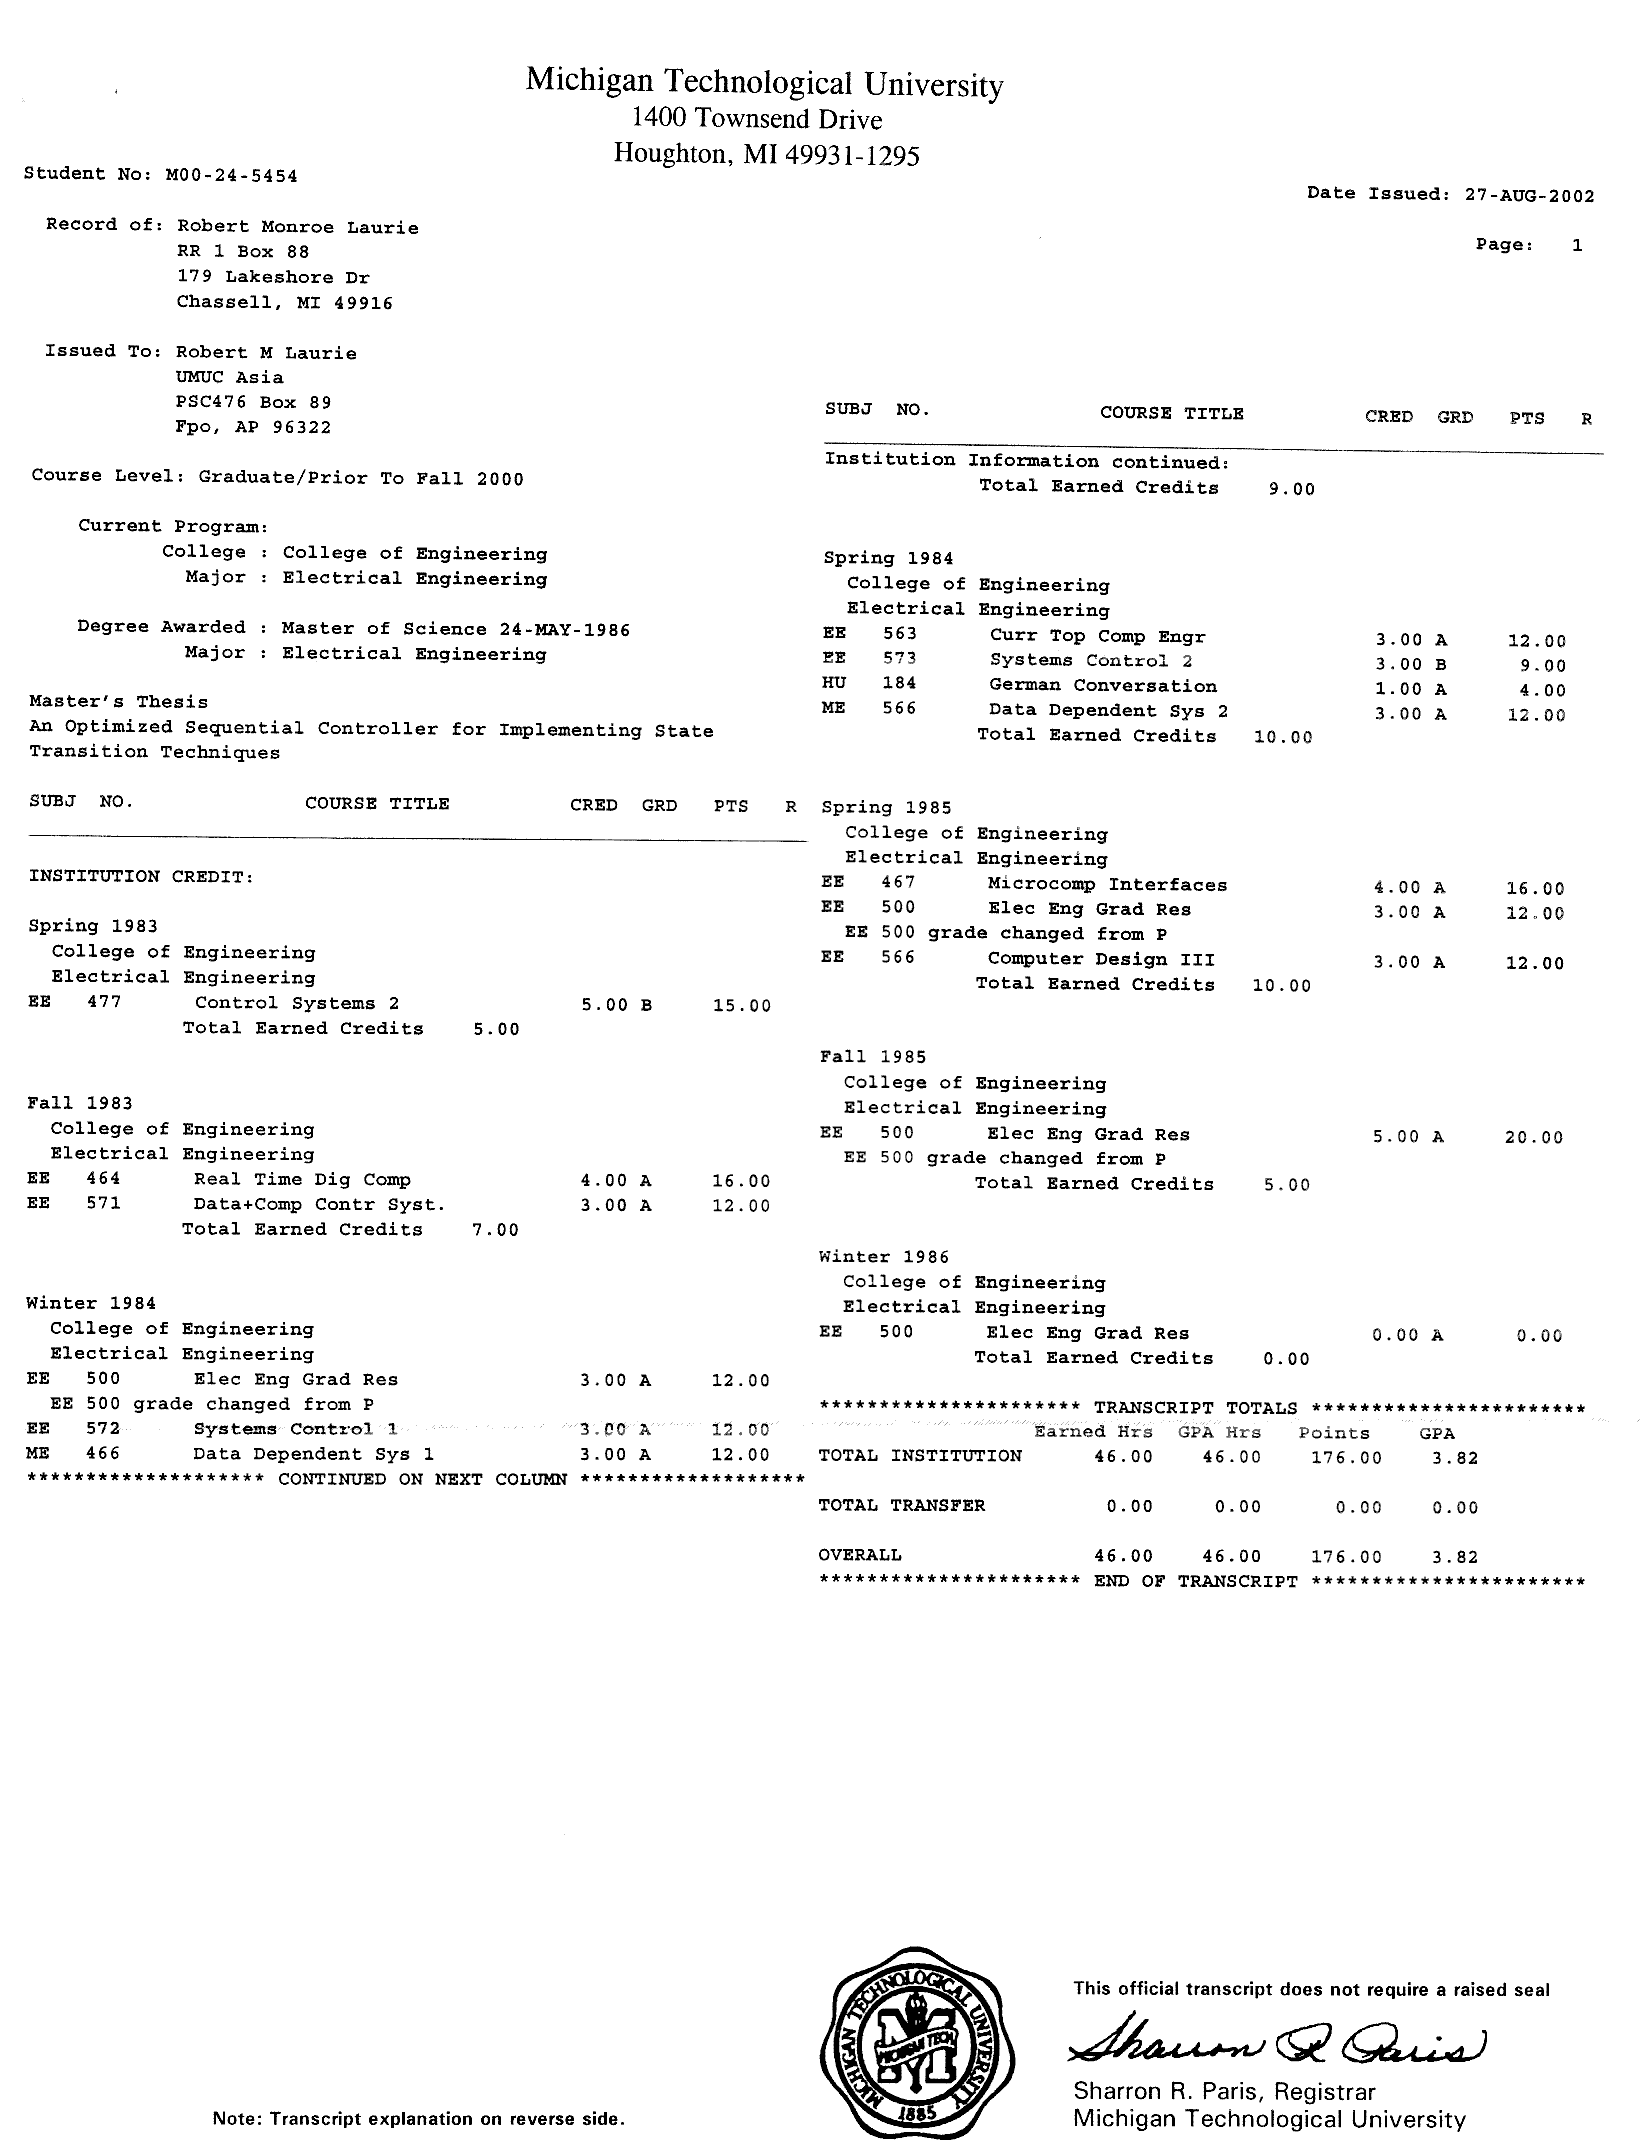 Michigan Technological University
1400 Townsend Drive
Houghton, MI 49931-1295
Student No: M00-24-5454
Date Issued: 27-AUG-2002
Page: 1
Record of: Robert Monroe Laurie
RR 1 Box 88
179 Lakeshore Dr
Chassell, MI 49916
Issued To: Robert M Laurie
UMUC Asia
PSC476 Box 89
Fpo, AP 96322
Course Level: Graduate/Prior To Fall 2000
Current Program:
College : College of Engineering
Major : Electrical Engineering
Degree Awarded : Master of Science 24-MAY-1986
Major : Electrical Engineering
Master's Thesis
An Optimized Sequential Controller for Implementing State
Transition Techniques
SUBJ NO. COURSE TITLE CRED GRD PTS R
INSTITUTION CREDIT:
Spring 1983
College of Engineering
Electrical Engineering
EE 477 Control Systems 2 5.00 B 15.00
Total Earned Credits 5.00
Fall 1983
College of Engineering
Electrical Engineering
EE 464 Real Time Dig Comp 4.00 A 16.00
EE 571 Data+Comp Contr Syst. 3.00 A 12.00
Total Earned Credits 7.00
Winter 1984
College of Engineering
Electrical Engineering
EE 500 Elec Eng Grad Res 3.00 A 12.00
EE 500 grade changed from P
EE 572 Systems Control 1 3.00 A 12.00
ME 466 Data Dependent Sys 1 3.00 A 12.00
******************** CONTINUED ON NEXT COLUMN *******************
SUBJ NO. COURSE TITLE CRED GRD PTS R
Institution Information continued:
Total Earned Credits 9.00
Spring 1984
College of Engineering
Electrical Engineering
EE 563 Curr Top Comp Engr 3.00 A 12.00
EE 573 Systems Control 2 3.00 B 9.00
HU 184 German Conversation 1.00 A 4.00
ME 566 Data Dependent Sys 2 3.00 A 12.00
Total Earned Credits 10.00
Spring 1985
College of Engineering
Electrical Engineering
EE 467 Microcomp Interfaces 4.00 A 16.00
EE 500 Elec Eng Grad Res 3.00 A 12.00
EE 500 grade changed from P
EE 566 Computer Design III 3.00 A 12.00
Total Earned Credits 10.00
Fall 1985
College of Engineering
Electrical Engineering
EE 500 Elec Eng Grad Res 5.00 A 20.00
EE 500 grade changed from P
Total Earned Credits 5.00
Winter 1986
College of Engineering
Electrical Engineering
EE 500 Elec Eng Grad Res 0.00 A 0.00
Total Earned Credits 0.00
********************** TRANSCRIPT TOTALS ***********************
Earned Hrs GPA Hrs Points GPA
TOTAL INSTITUTION 46.00 46.00 176.00 3.82
TOTAL TRANSFER 0.00 0.00 0.00 0.00
OVERALL 46.00 46.00 176.00 3.82
********************** END OF TRANSCRIPT ***********************
MICHIGAN TECHNOLOGICAL UNIVERSITY
MICHIGAN TECH
1885
This official transcript does not require a raised seal
Sharron R Paris
Sharron R. Paris, Registrar
Michigan Technological University
Note: Transcript explanation on reverse side.